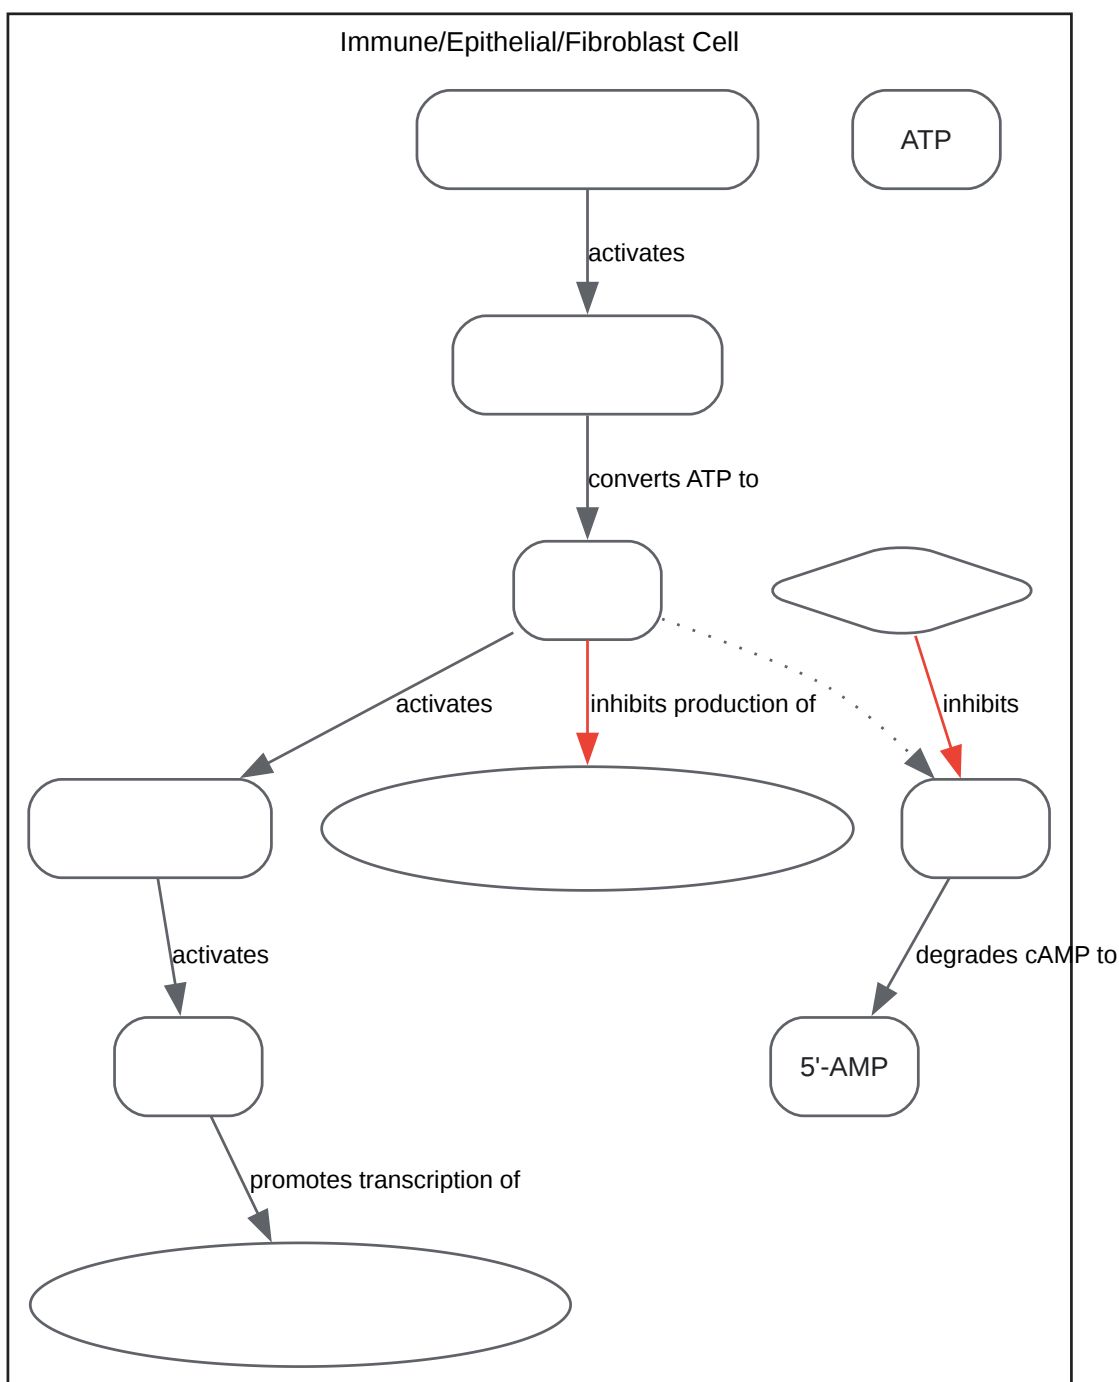 Immune/Epithelial/Fibroblast Cell
ATP
activates
converts ATP to
activates
inhibits production of
inhibits
activates
degrades cAMP to
5'-AMP
promotes transcription of